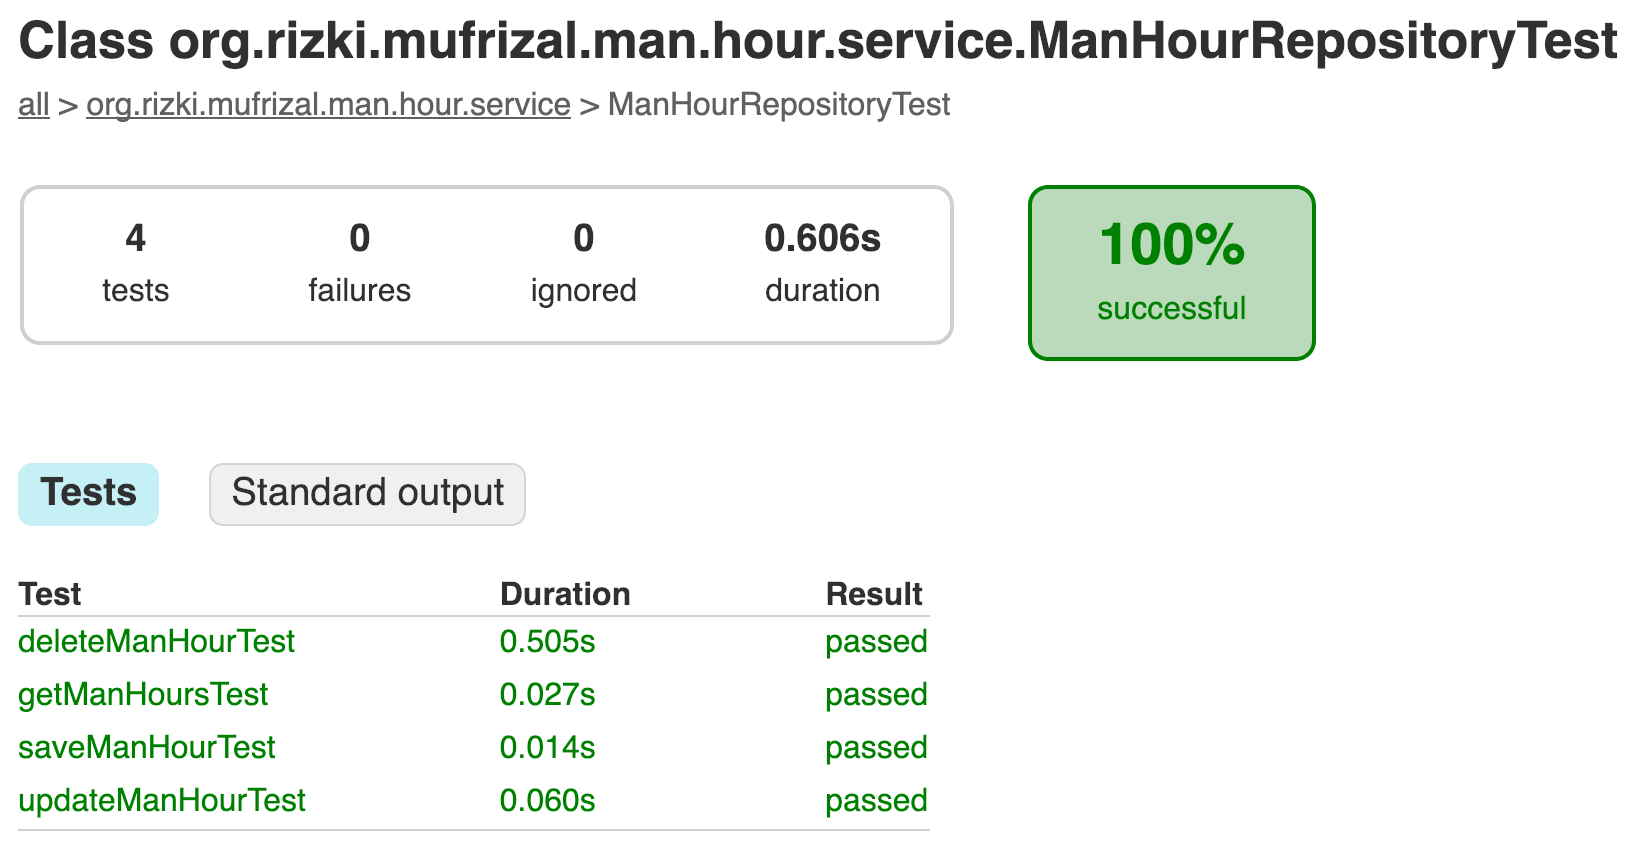 Class org.rizki.mufrizal.man.hour.service.ManHourRepositoryTest
all > org.rizki.mufrizal.man.hour.service > ManHourRepositoryTest
4 0 0 0.606s
tests failures ignored duration
100%
successful
Tests Standard output
Test Duration Result
deleteManHourTest 0.505s passed
getManHoursTest 0.027s passed
saveManHourTest 0.014s passed
updateManHourTest 0.060s passed